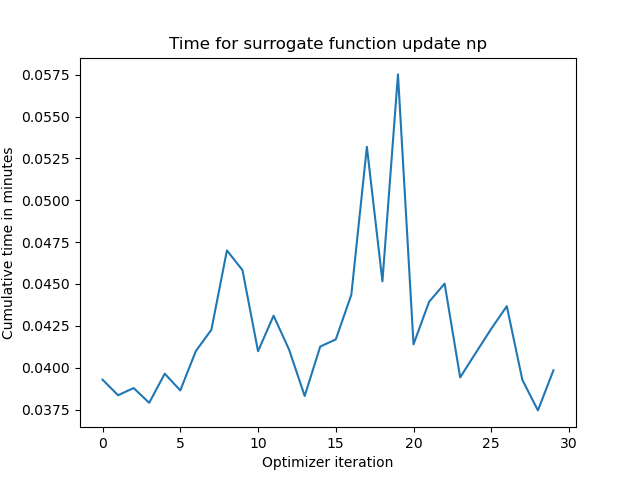 Time for surrogate function update np
Cumulative time in minutes
0.0575
0.0550
0.0525
0.0500
0.0475
0.0450
0.0425
0.0400
0.0375
0 5 10 15 20 25 30
Optimizer iteration